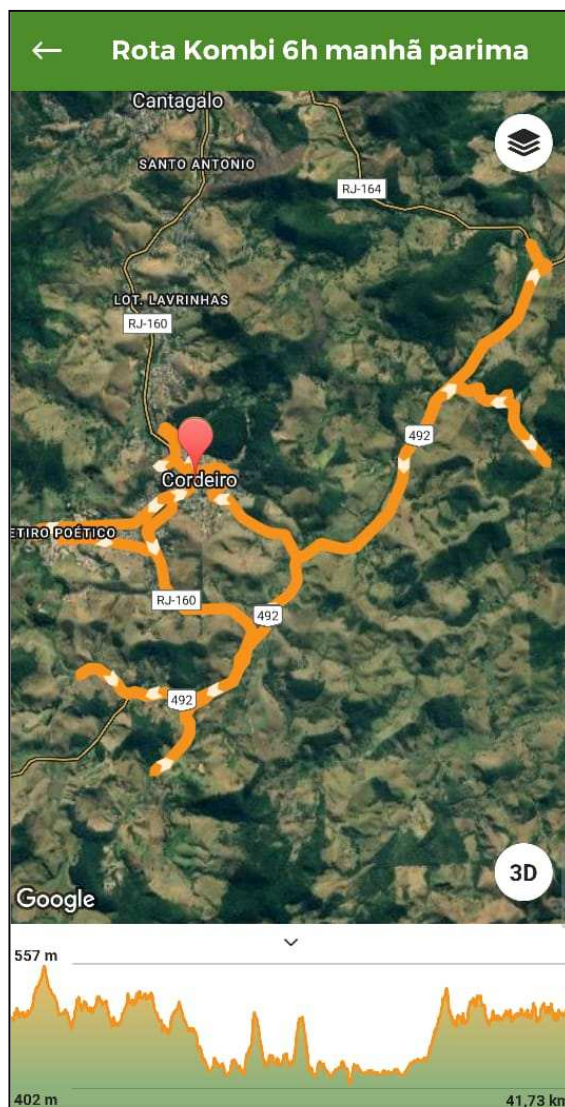 Rota Kombi 6h manhã parima
Cantagalo
SANTO ANTONIO
RJ-164
LOT. LAVRINHAS
RJ-160
492
Cordeiro
ETIRO POÉTICO
RJ-160
492
492
3D
Google
557 m
402 m
41,73 km